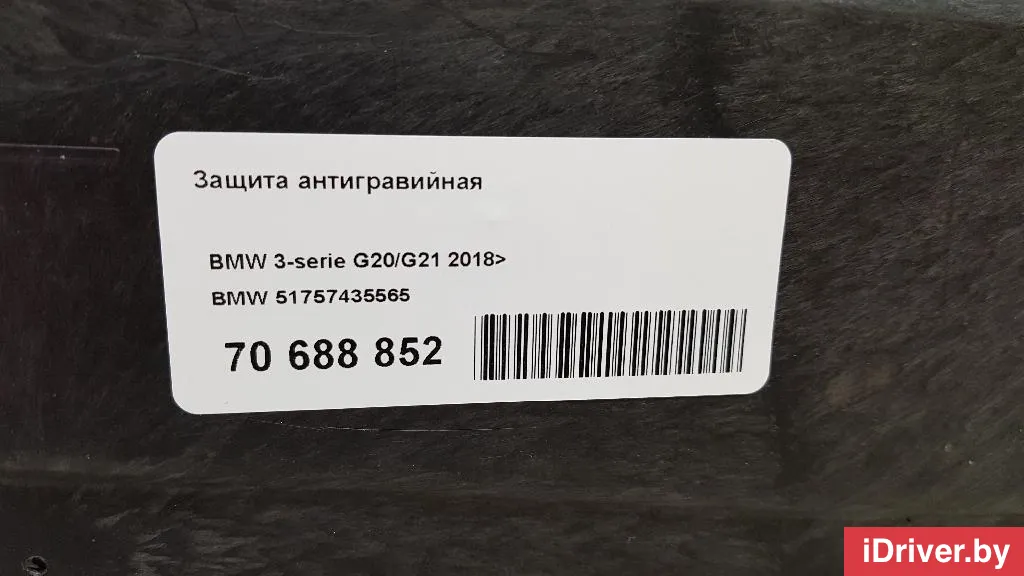 Защита антигравийная
BMW 3-serie G20/G21 2018>
BMW 51757435565
70 688 852
iDriver.by